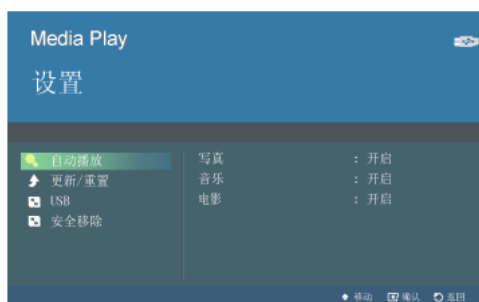 Media Play
设置
自动播放
更新/重置
USB
安全移除
写真 : 开启
音乐 : 开启
电影 : 开启
移动 确认 返回